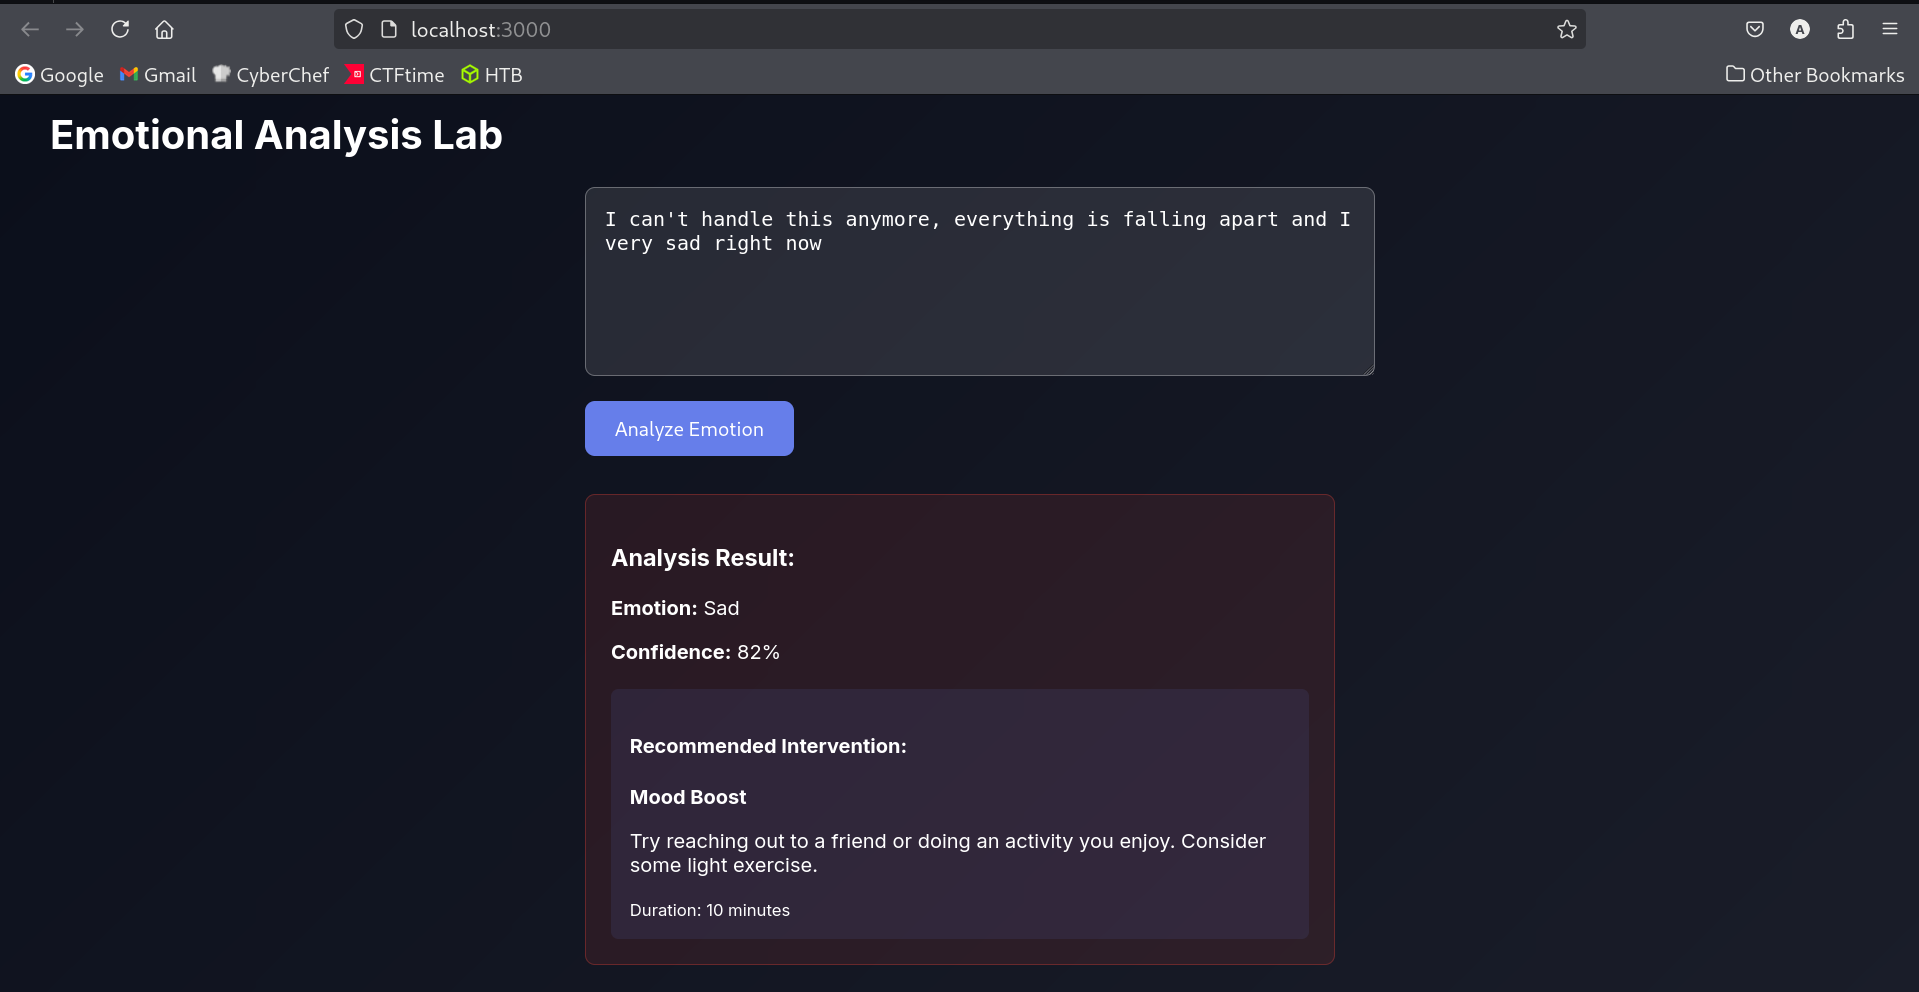 localhost:3000
A
Google Gmail CyberChef CTFtime HTB Other Bookmarks
Emotional Analysis Lab
I can't handle this anymore, everything is falling apart and I
very sad right now
Analyze Emotion
Analysis Result:
Emotion: Sad
Confidence: 82%
Recommended Intervention:
Mood Boost
Try reaching out to a friend or doing an activity you enjoy. Consider
some light exercise.
Duration: 10 minutes